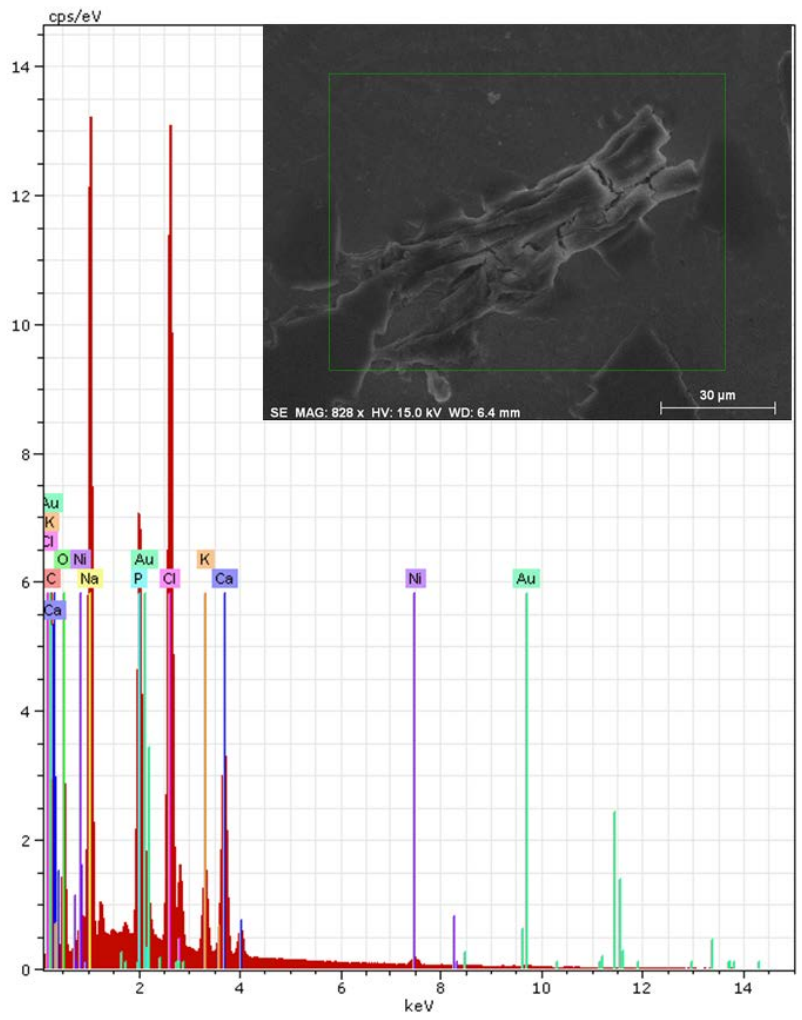 cps/eV
14
12
10
8
6
4
2
0
Au
K
Cl
O Ni Au K
C Na P Cl Ca Ni Au
Ca
2 4 6 8 10 12 14
keV
30 µm
SE MAG: 828 x HV: 15.0 kV WD: 6.4 mm